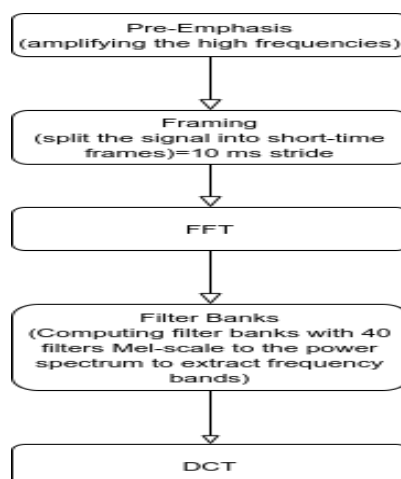 Pre-Emphasis
(amplifying the high frequencies)
Framing
(split the signal into short-time
frames)=10 ms stride
FFT
Filter Banks
(Computing filter banks with 40
filters Mel-scale to the power
spectrum to extract frequency
bands)
DCT